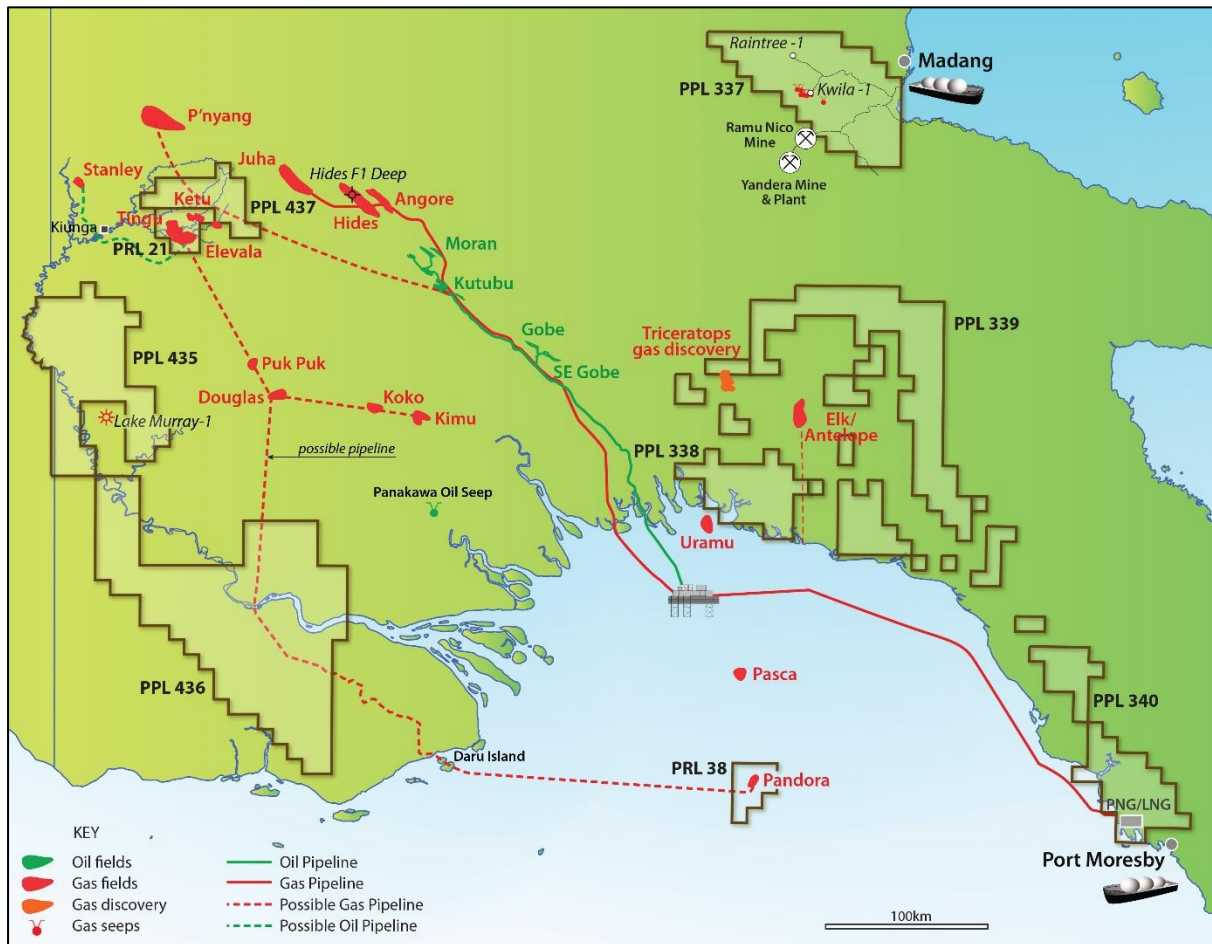 Raintree -1
Madang
PPL 337
Kwila -1
P'nyang
Ramu Nico
Mine
Yandera Mine
& Plant
Stanley
Juha
Hides F1 Deep
Angore
Ketu
PPL 437
Hides
Tingu
Kiunga
Elevala
PRL 21
Moran
Kutubu
PPL 435
Gobe
Triceratops
gas discovery
PPL 339
Puk Puk
SE Gobe
Douglas
Koko
Kimu
Lake Murray-1
Elk/
Antelope
possible pipeline
PPL 338
Panakawa Oil Seep
Uramu
PPL 436
Pasca
PPL 340
Daru Island
PRL 38
Pandora
PNG/LNG
Port Moresby
KEY
Oil fields
Oil Pipeline
Gas fields
Gas Pipeline
Gas discovery
Possible Gas Pipeline
Gas seeps
Possible Oil Pipeline
100km